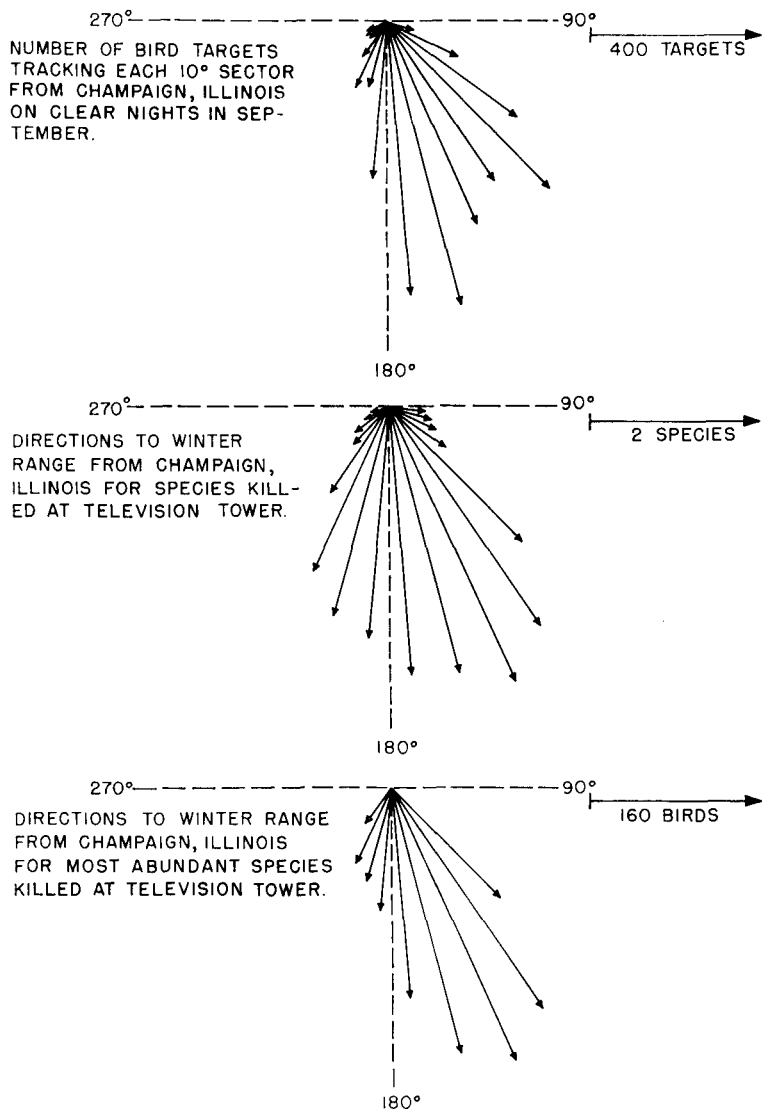 270° 90°
400 TARGETS
NUMBER OF BIRD TARGETS
TRACKING EACH 10° SECTOR
FROM CHAMPAIGN, ILLINOIS
ON CLEAR NIGHTS IN SEP-
TEMBER.
180°
270° 90°
2 SPECIES
DIRECTIONS TO WINTER
RANGE FROM CHAMPAIGN,
ILLINOIS FOR SPECIES KILL-
ED AT TELEVISION TOWER.
180°
270° 90°
160 BIRDS
DIRECTIONS TO WINTER RANGE
FROM CHAMPAIGN, ILLINOIS
FOR MOST ABUNDANT SPECIES
KILLED AT TELEVISION TOWER.
180°